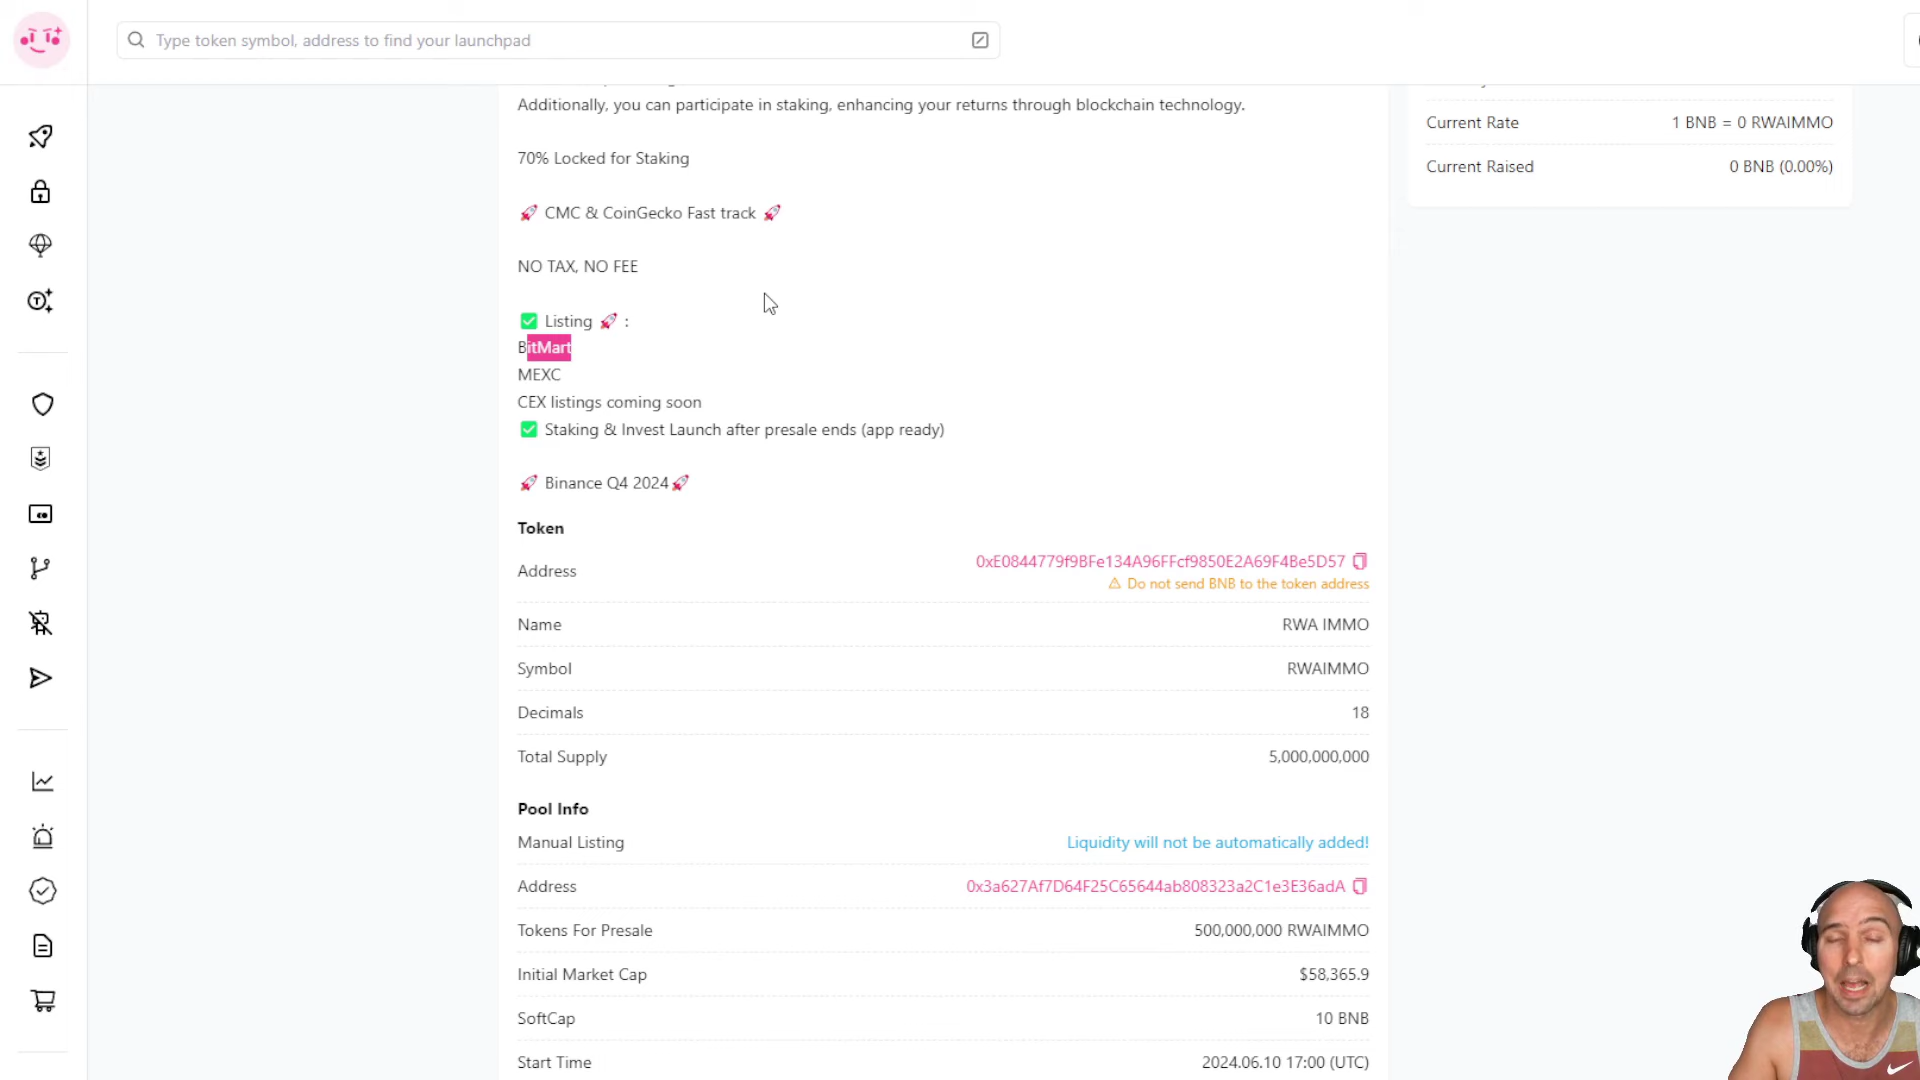 Type token symbol, address to find your launchpad
Additionally, you can participate in staking, enhancing your returns through blockchain technology.
70% Locked for Staking
🚀 CMC & CoinGecko Fast track 🚀
NO TAX, NO FEE
✅ Listing 🚀 :
BitMart
MEXC
CEX listings coming soon
✅ Staking & Invest Launch after presale ends (app ready)
🚀 Binance Q4 2024🚀
Token
Address 0xE0844779f9BFe134A96FFcf9850E2A69F4Be5D57
⚠ Do not send BNB to the token address
Name RWA IMMO
Symbol RWAIMMO
Decimals 18
Total Supply 5,000,000,000
Pool Info
Manual Listing Liquidity will not be automatically added!
Address 0x3a627Af7D64F25C65644ab808323a2C1e3E36adA
Tokens For Presale 500,000,000 RWAIMMO
Initial Market Cap $58,365.9
SoftCap 10 BNB
Start Time 2024.06.10 17:00 (UTC)
Current Rate 1 BNB = 0 RWAIMMO
Current Raised 0 BNB (0.00%)